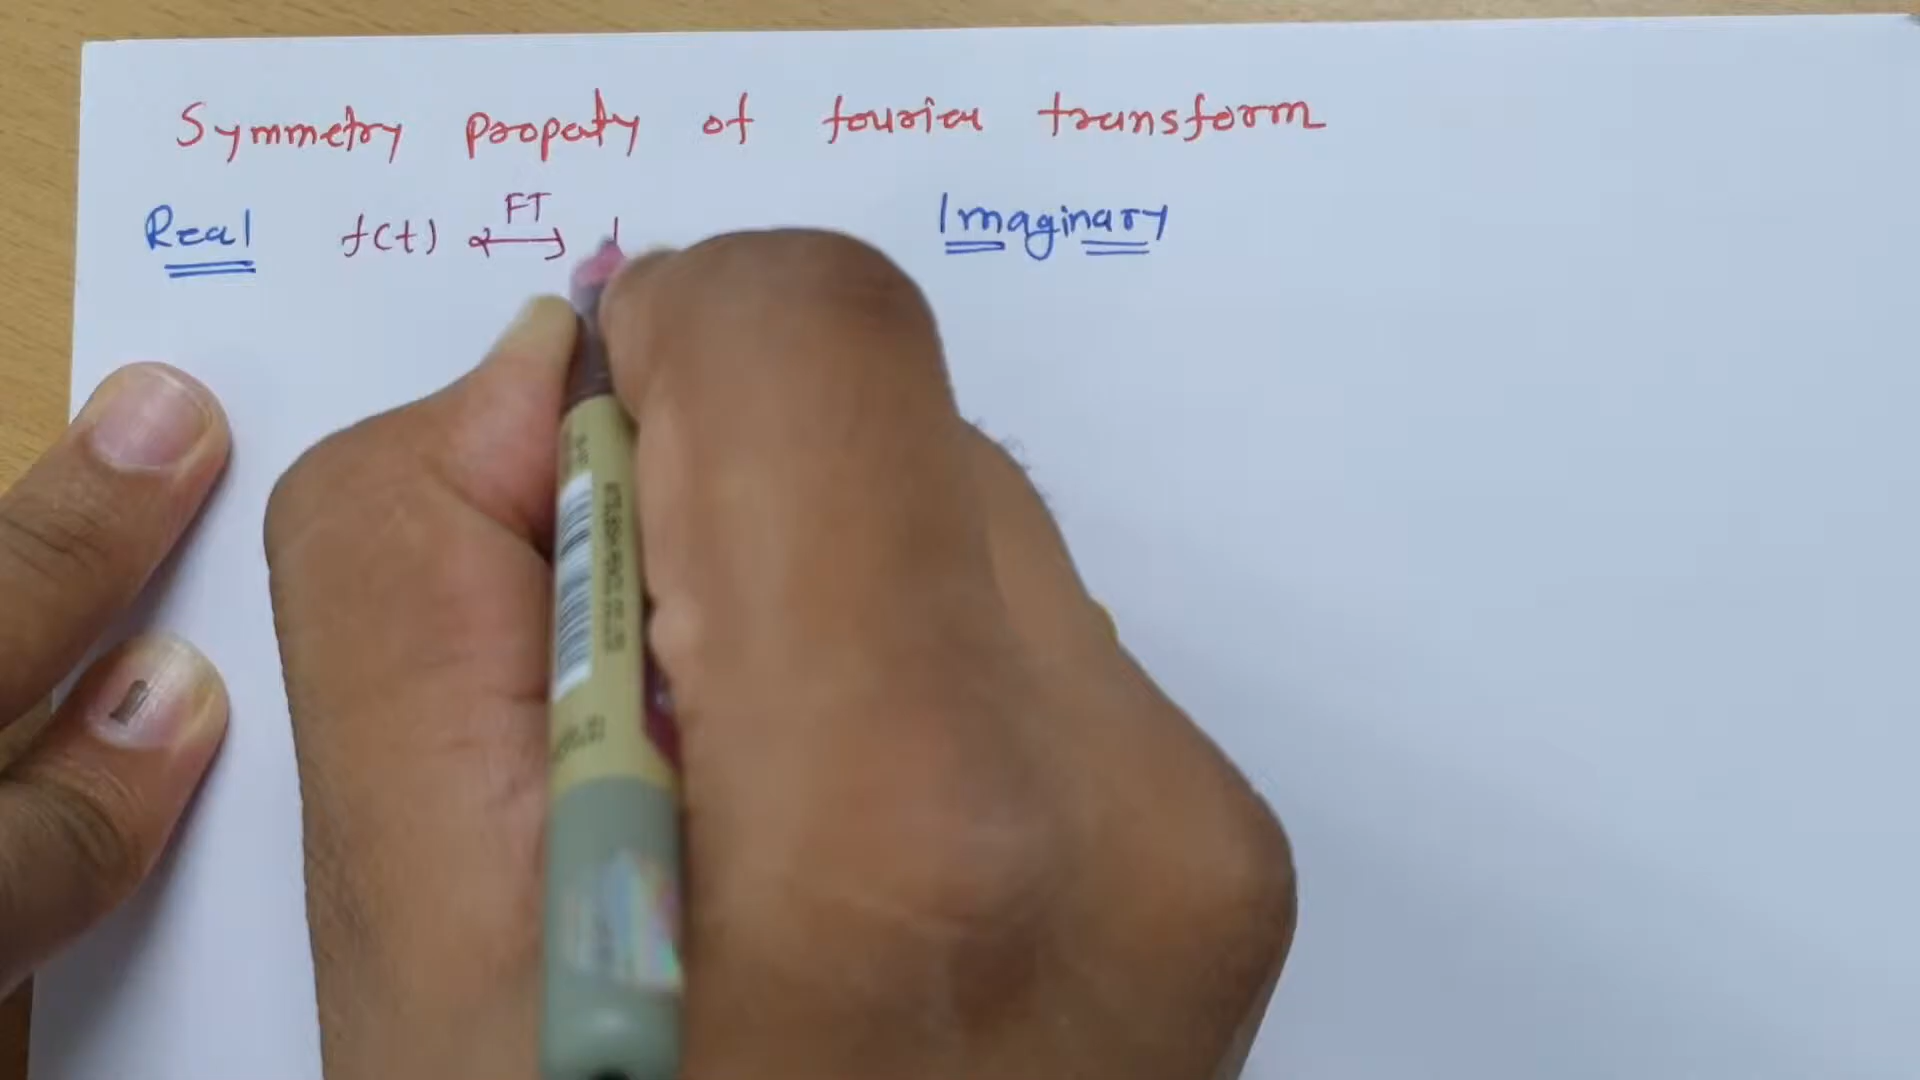 Symmetry property of fourier transform
Real f(t) ⟷ FT Imaginary